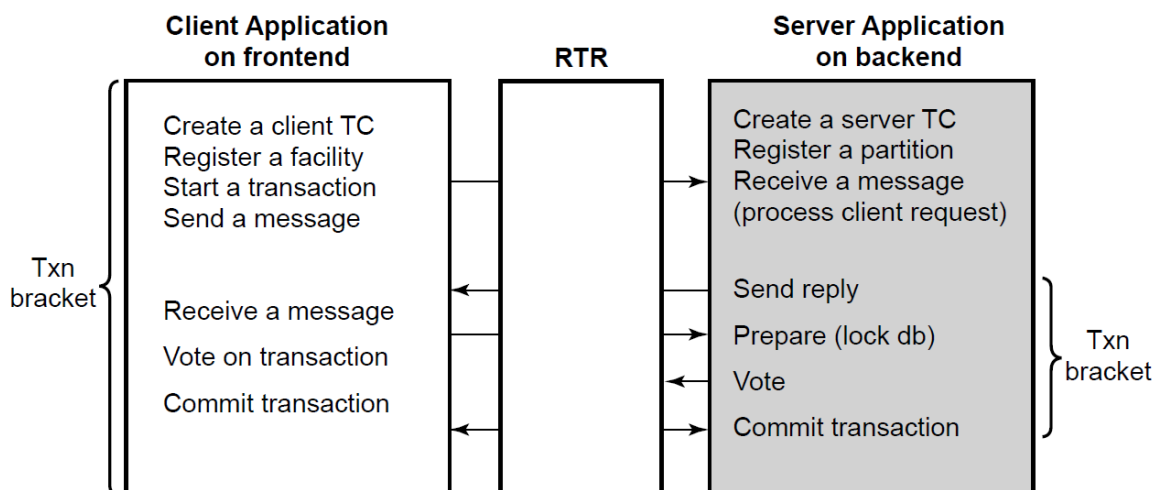 Client Application
on frontend
RTR
Server Application
on backend
Create a client TC
Register a facility
Start a transaction
Send a message
Receive a message
Vote on transaction
Commit transaction
Create a server TC
Register a partition
Receive a message
(process client request)
Send reply
Prepare (lock db)
Vote
Commit transaction
Txn
bracket
Txn
bracket